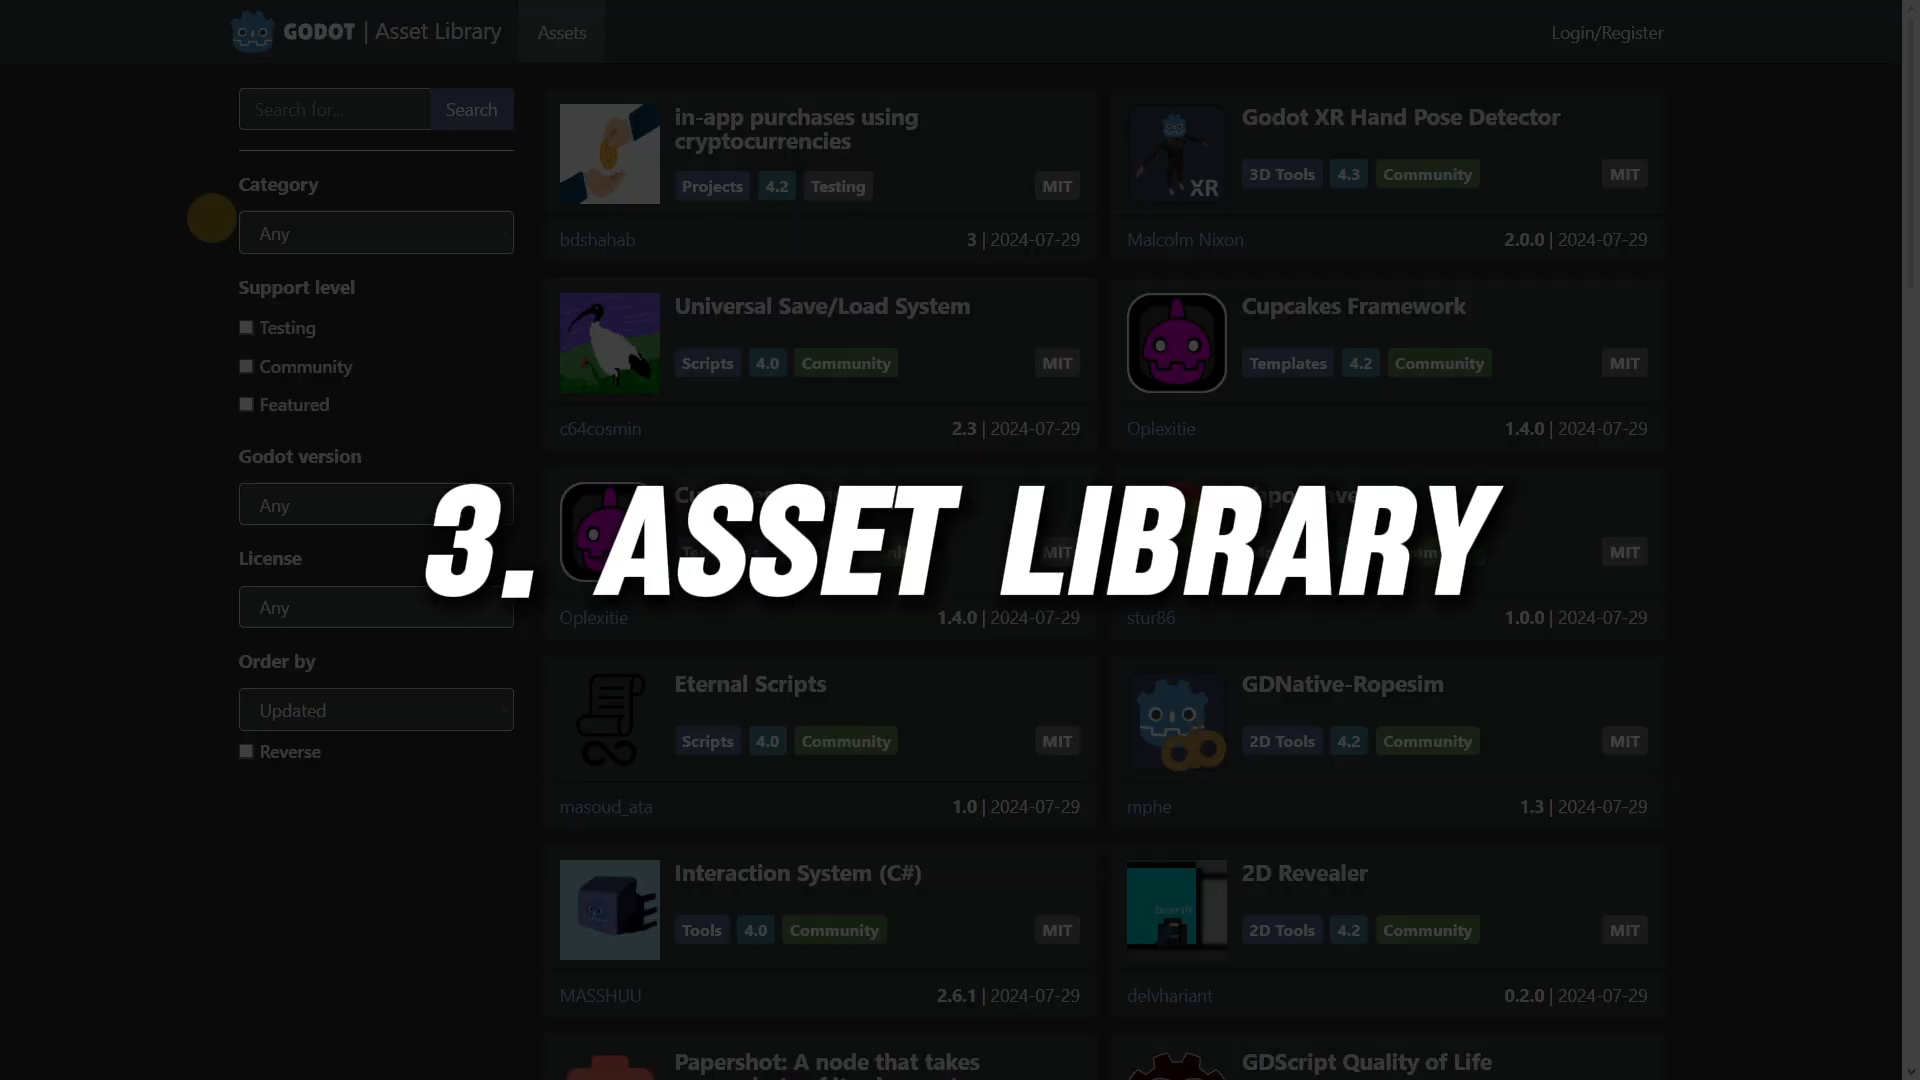 GODOT | Asset Library
Assets
Login/Register
Search for...
Search
Category
Any
Support level
Testing
Community
Featured
Godot version
Any
License
Any
Order by
Updated
Reverse
in-app purchases using
cryptocurrencies
Projects 4.2 Testing MIT
bdshahab 3 | 2024-07-29
Godot XR Hand Pose Detector
XR
3D Tools 4.3 Community MIT
Malcolm Nixon 2.0.0 | 2024-07-29
Universal Save/Load System
Scripts 4.0 Community MIT
c64cosmin 2.3 | 2024-07-29
Cupcakes Framework
Templates 4.2 Community MIT
Oplexitie 1.4.0 | 2024-07-29
3. ASSET LIBRARY
MIT
MIT
Oplexitie 1.4.0 | 2024-07-29
stur86 1.0.0 | 2024-07-29
Eternal Scripts
Scripts 4.0 Community MIT
masoud_ata 1.0 | 2024-07-29
GDNative-Ropesim
2D Tools 4.2 Community MIT
mphe 1.3 | 2024-07-29
Interaction System (C#)
Tools 4.0 Community MIT
MASSHUU 2.6.1 | 2024-07-29
2D Revealer
2D Tools 4.2 Community MIT
delvhariant 0.2.0 | 2024-07-29
Papershot: A node that takes
GDScript Quality of Life